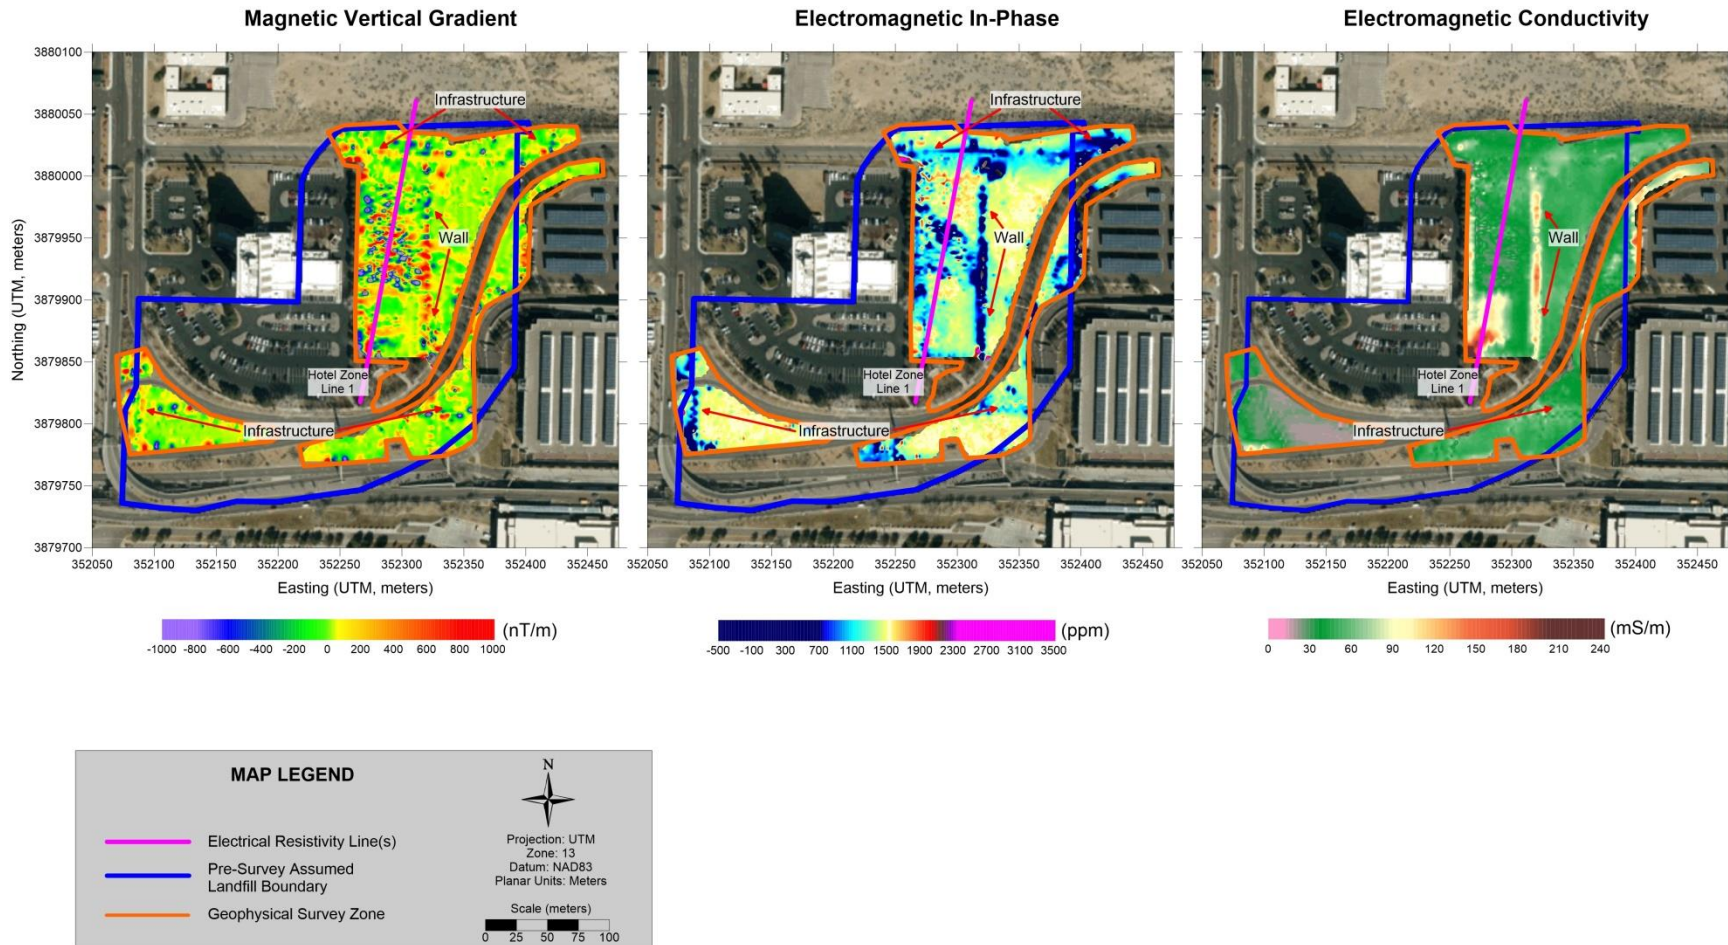 Magnetic Vertical Gradient
Electromagnetic In-Phase
Electromagnetic Conductivity
3880100
3880050
3880000
3879950
3879900
3879850
3879800
3879750
3879700
Northing (UTM, meters)
Infrastructure
Wall
Hotel Zone
Line 1
Infrastructure
Infrastructure
Wall
Hotel Zone
Line 1
Infrastructure
Infrastructure
Wall
Hotel Zone
Line 1
Infrastructure
352050 352100 352150 352200 352250 352300 352350 352400 352450
352050 352100 352150 352200 352250 352300 352350 352400 352450
352050 352100 352150 352200 352250 352300 352350 352400 352450
Easting (UTM, meters)
Easting (UTM, meters)
Easting (UTM, meters)
(nT/m)
-1000 -800 -600 -400 -200 0 200 400 600 800 1000
(ppm)
-500 -100 300 700 1100 1500 1900 2300 2700 3100 3500
(mS/m)
0 30 60 90 120 150 180 210 240
MAP LEGEND
Electrical Resistivity Line(s)
Pre-Survey Assumed
Landfill Boundary
Geophysical Survey Zone
N
Projection: UTM
Zone: 13
Datum: NAD83
Planar Units: Meters
Scale (meters)
0 25 50 75 100